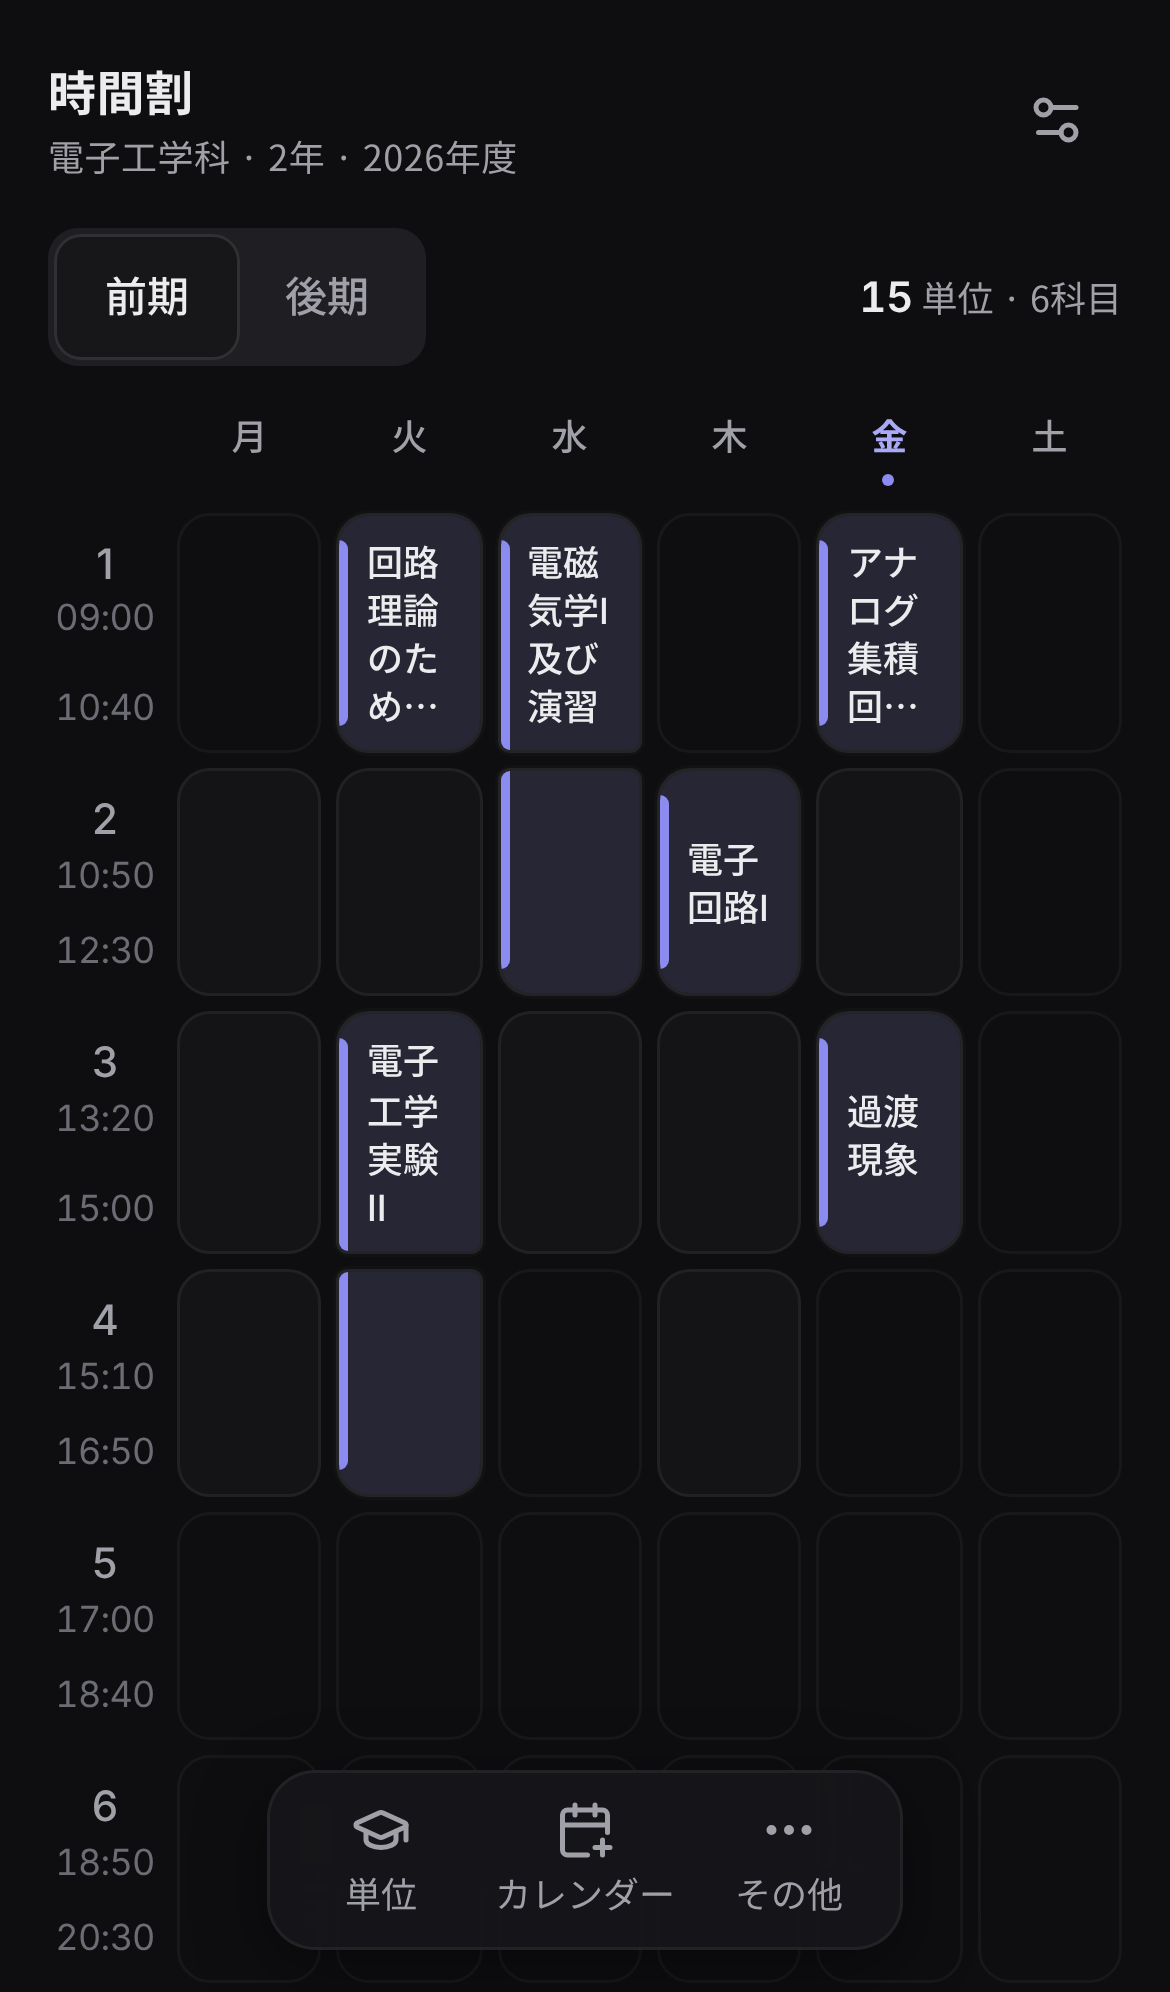 時間割
電子工学科 · 2年 · 2026年度
前期 後期
15 単位 · 6科目
月 火 水 木 金 土
1
09:00
10:40
回路
理論
のた
め…
電磁
気学I
及び
演習
アナ
ログ
集積
回…
2
10:50
12:30
電子
回路I
3
13:20
15:00
電子
工学
実験
II
過渡
現象
4
15:10
16:50
5
17:00
18:40
6
18:50
20:30
単位 カレンダー その他